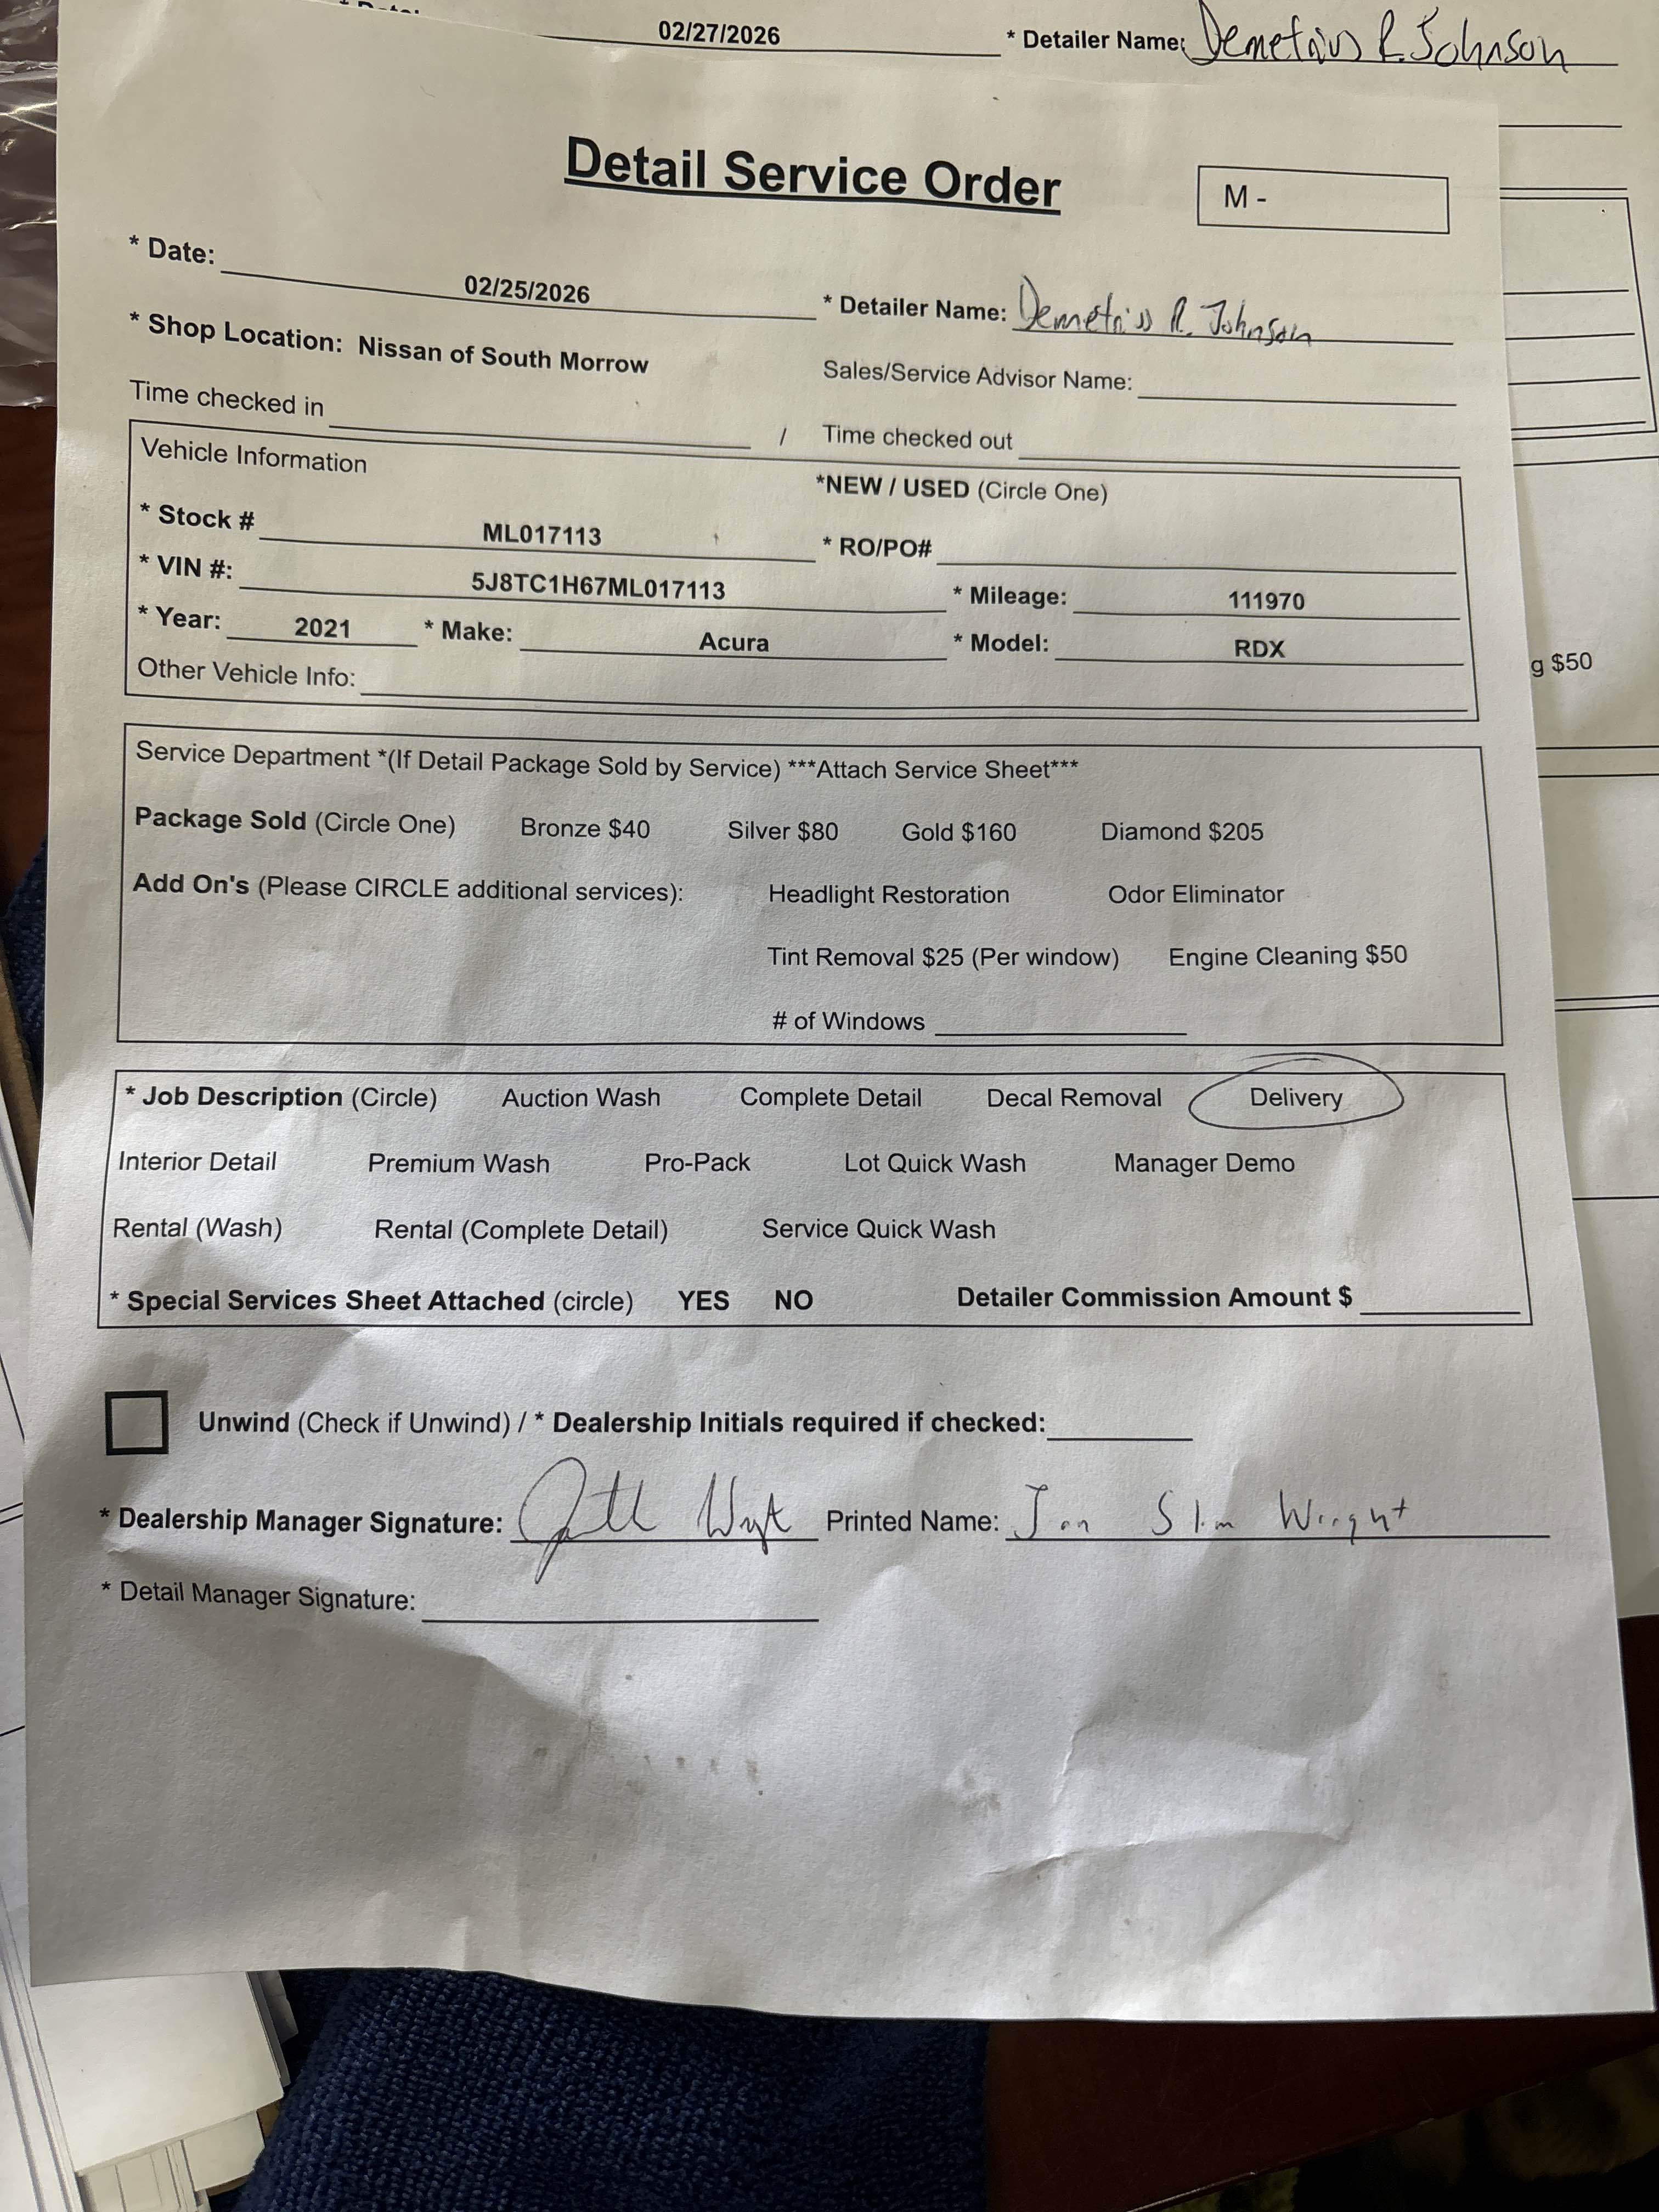 * Date:
02/27/2026 * Detailer Name: Demetrius R. Johnson
Detail Service Order
M -
* Date: 02/25/2026 * Detailer Name: Demetrius R. Johnson
* Shop Location: Nissan of South Morrow Sales/Service Advisor Name:
Time checked in / Time checked out
Vehicle Information *NEW / USED (Circle One)
* Stock # ML017113 * RO/PO#
* VIN #: 5J8TC1H67ML017113 * Mileage: 111970
* Year: 2021 * Make: Acura * Model: RDX
Other Vehicle Info:
g $50
Service Department *(If Detail Package Sold by Service) ***Attach Service Sheet***
Package Sold (Circle One) Bronze $40 Silver $80 Gold $160 Diamond $205
Add On's (Please CIRCLE additional services): Headlight Restoration Odor Eliminator
Tint Removal $25 (Per window) Engine Cleaning $50
# of Windows
* Job Description (Circle) Auction Wash Complete Detail Decal Removal Delivery
Interior Detail Premium Wash Pro-Pack Lot Quick Wash Manager Demo
Rental (Wash) Rental (Complete Detail) Service Quick Wash
* Special Services Sheet Attached (circle) YES NO Detailer Commission Amount $
Unwind (Check if Unwind) / * Dealership Initials required if checked:
* Dealership Manager Signature: Printed Name: Jon Slim Wright
* Detail Manager Signature: